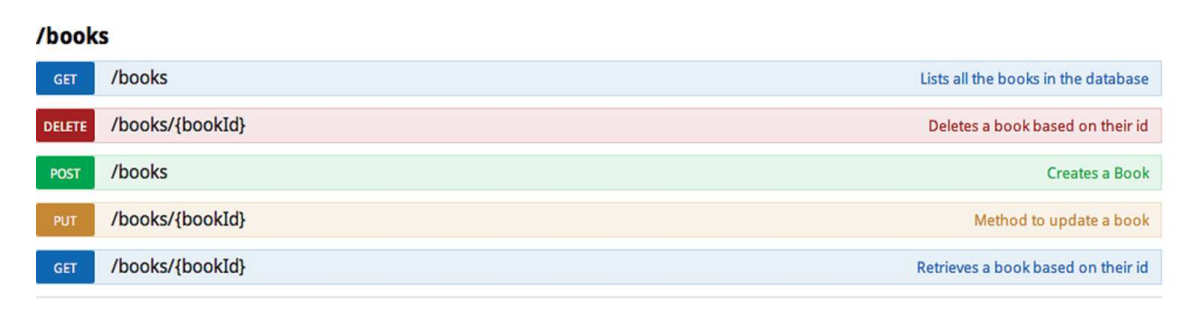 /books
GET /books Lists all the books in the database
DELETE /books/{bookId} Deletes a book based on their id
POST /books Creates a Book
PUT /books/{bookId} Method to update a book
GET /books/{bookId} Retrieves a book based on their id